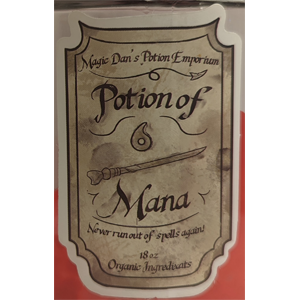 Magic Dan's Potion Emporium
Potion of
Mana
Never run out of spells again!
18 oz
Organic Ingredients